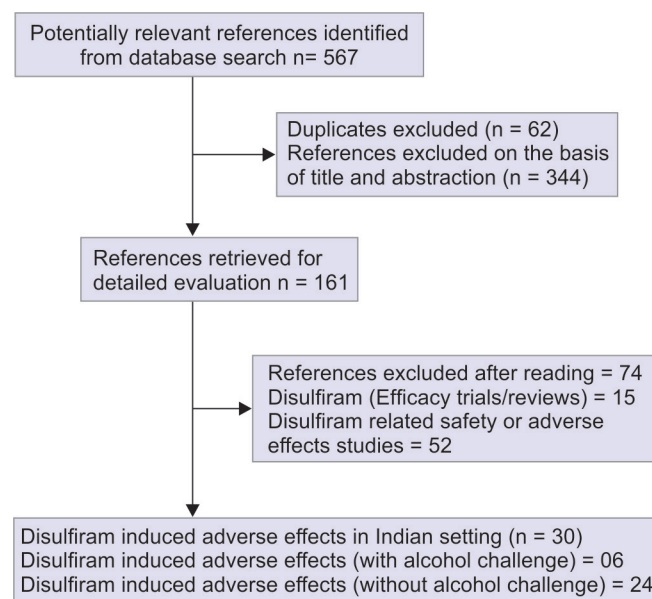 Potentially relevant references identified
from database search n= 567
Duplicates excluded (n = 62)
References excluded on the basis
of title and abstraction (n = 344)
References retrieved for
detailed evaluation n = 161
References excluded after reading = 74
Disulfiram (Efficacy trials/reviews) = 15
Disulfiram related safety or adverse
effects studies = 52
Disulfiram induced adverse effects in Indian setting (n = 30)
Disulfiram induced adverse effects (with alcohol challenge) = 06
Disulfiram induced adverse effects (without alcohol challenge) = 24